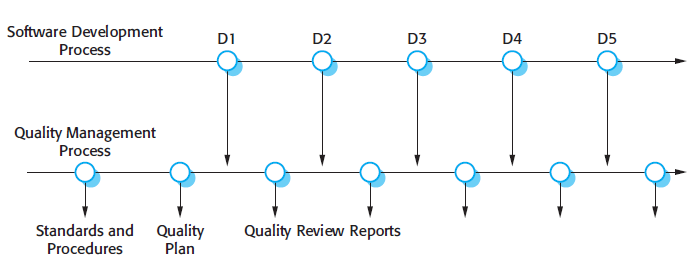 Software Development
Process
D1
D2
D3
D4
D5
Quality Management
Process
Standards and
Procedures
Quality
Plan
Quality Review Reports